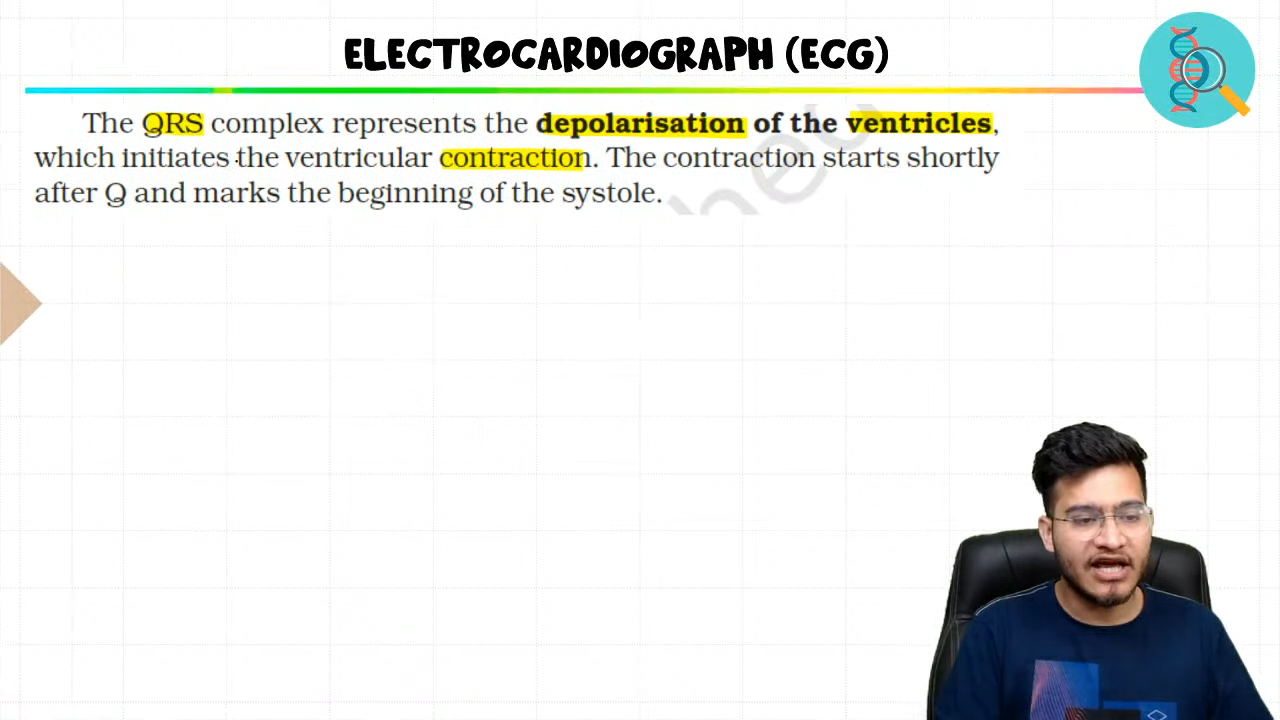 ELECTROCARDIOGRAPH (ECG)
The QRS complex represents the depolarisation of the ventricles,
which initiates the ventricular contraction. The contraction starts shortly
after Q and marks the beginning of the systole.